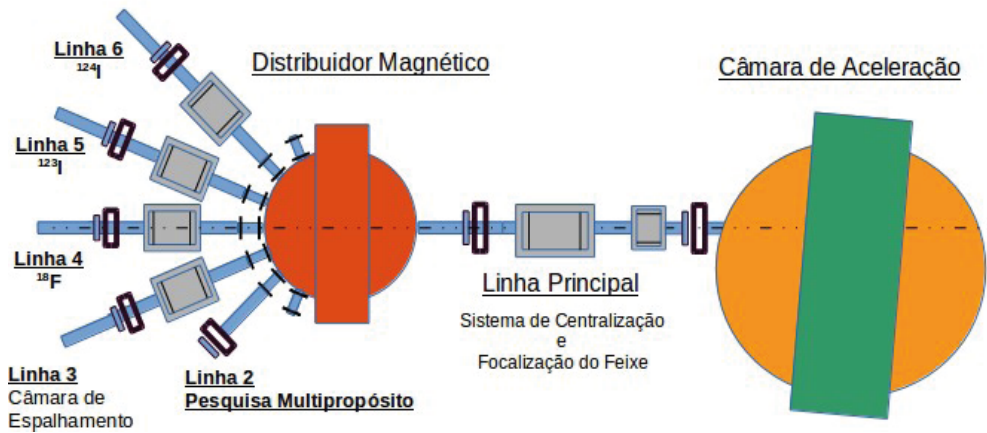 Linha 6
¹²⁴I
Distribuidor Magnético
Câmara de Aceleração
Linha 5
¹²³I
Linha 4
¹⁸F
Linha Principal
Sistema de Centralização
e
Focalização do Feixe
Linha 3
Câmara de
Espalhamento
Linha 2
Pesquisa Multipropósito